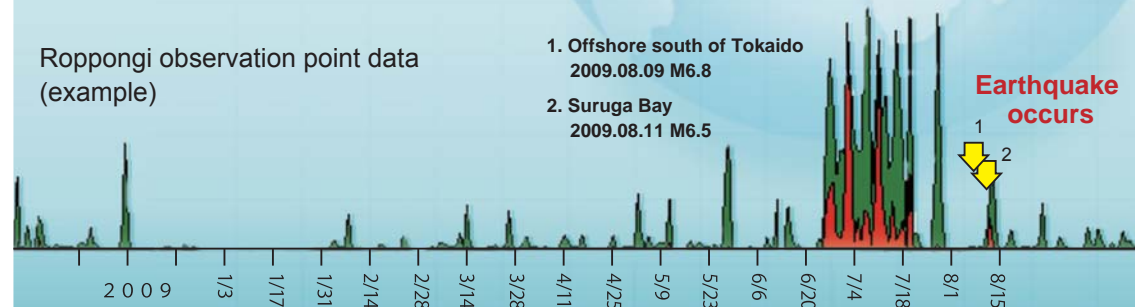 Roppongi observation point data
(example)
1. Offshore south of Tokaido
2009.08.09 M6.8
2. Suruga Bay
2009.08.11 M6.5
Earthquake
occurs
1
2
2009
1/3
1/17
1/31
2/14
2/28
3/14
3/28
4/11
4/25
5/9
5/23
6/6
6/20
7/4
7/18
8/1
8/15